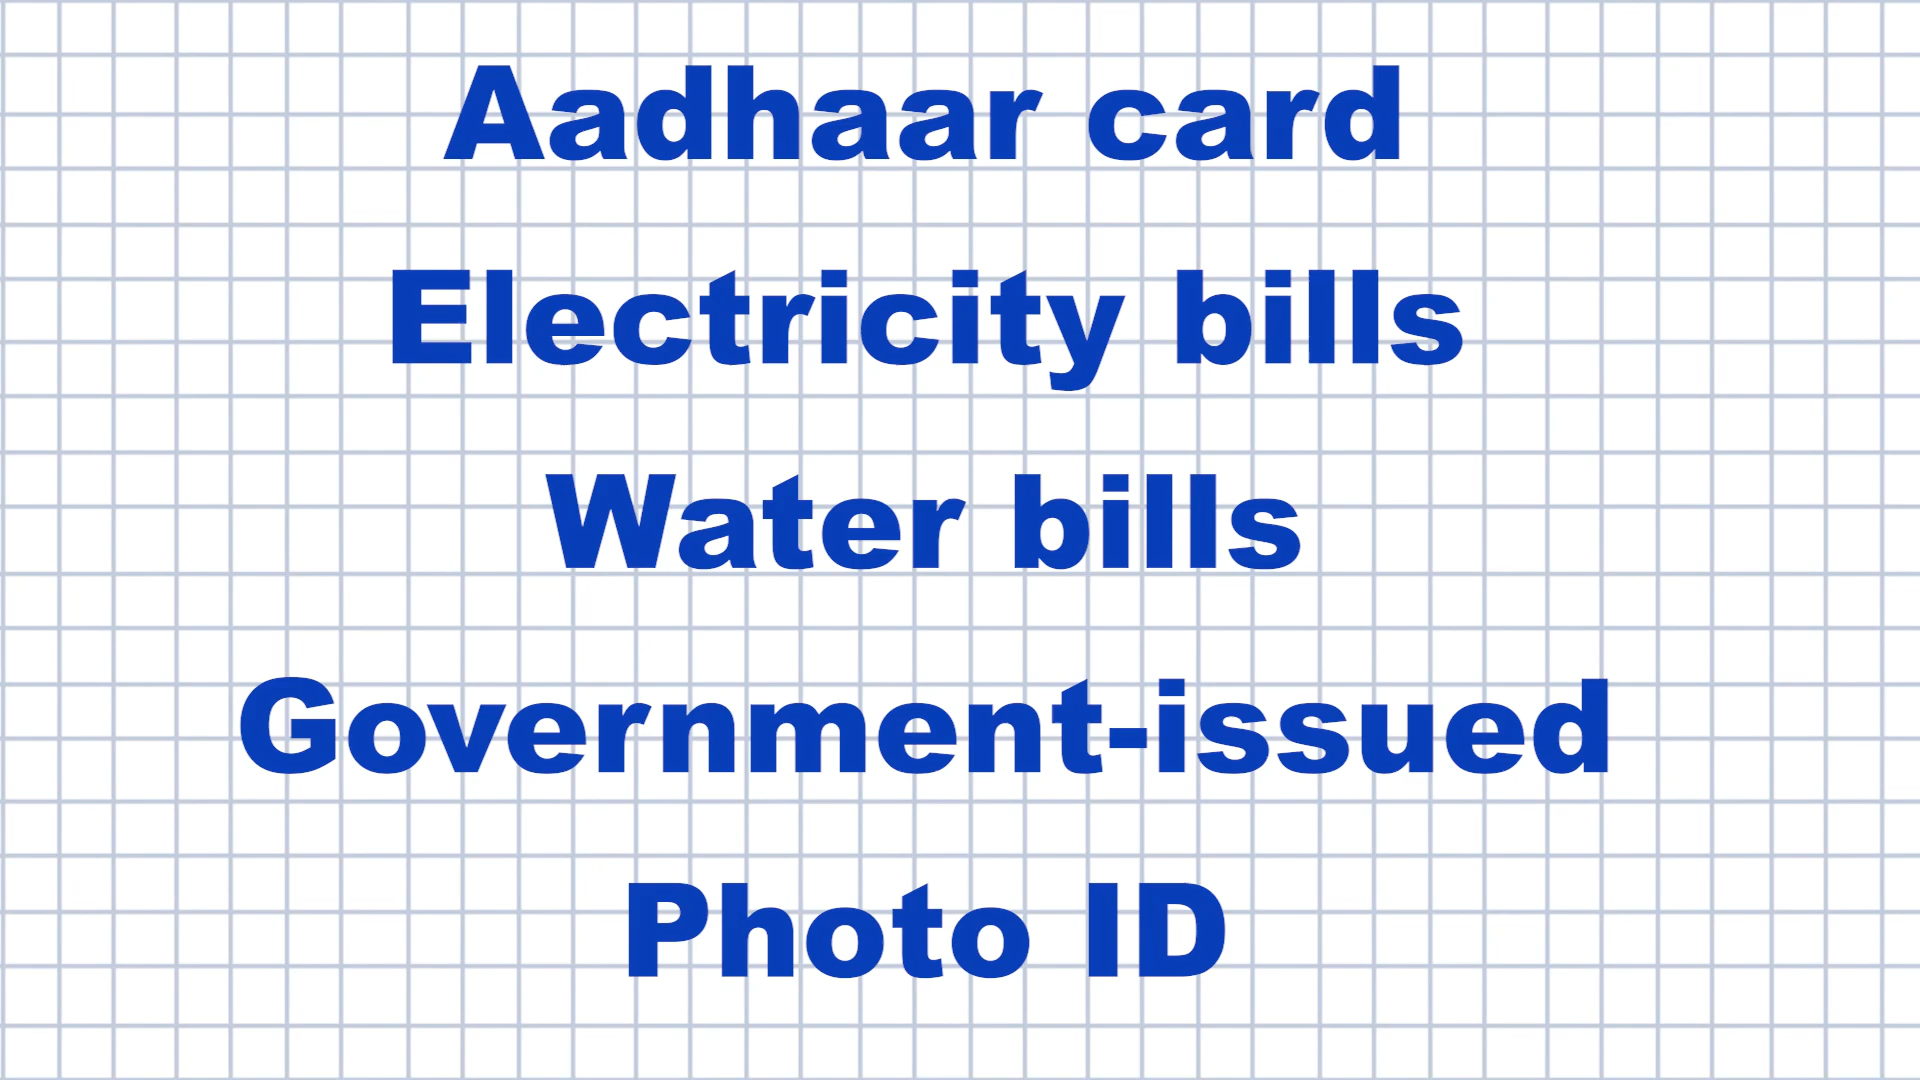 Aadhaar card
Electricity bills
Water bills
Government-issued
Photo ID